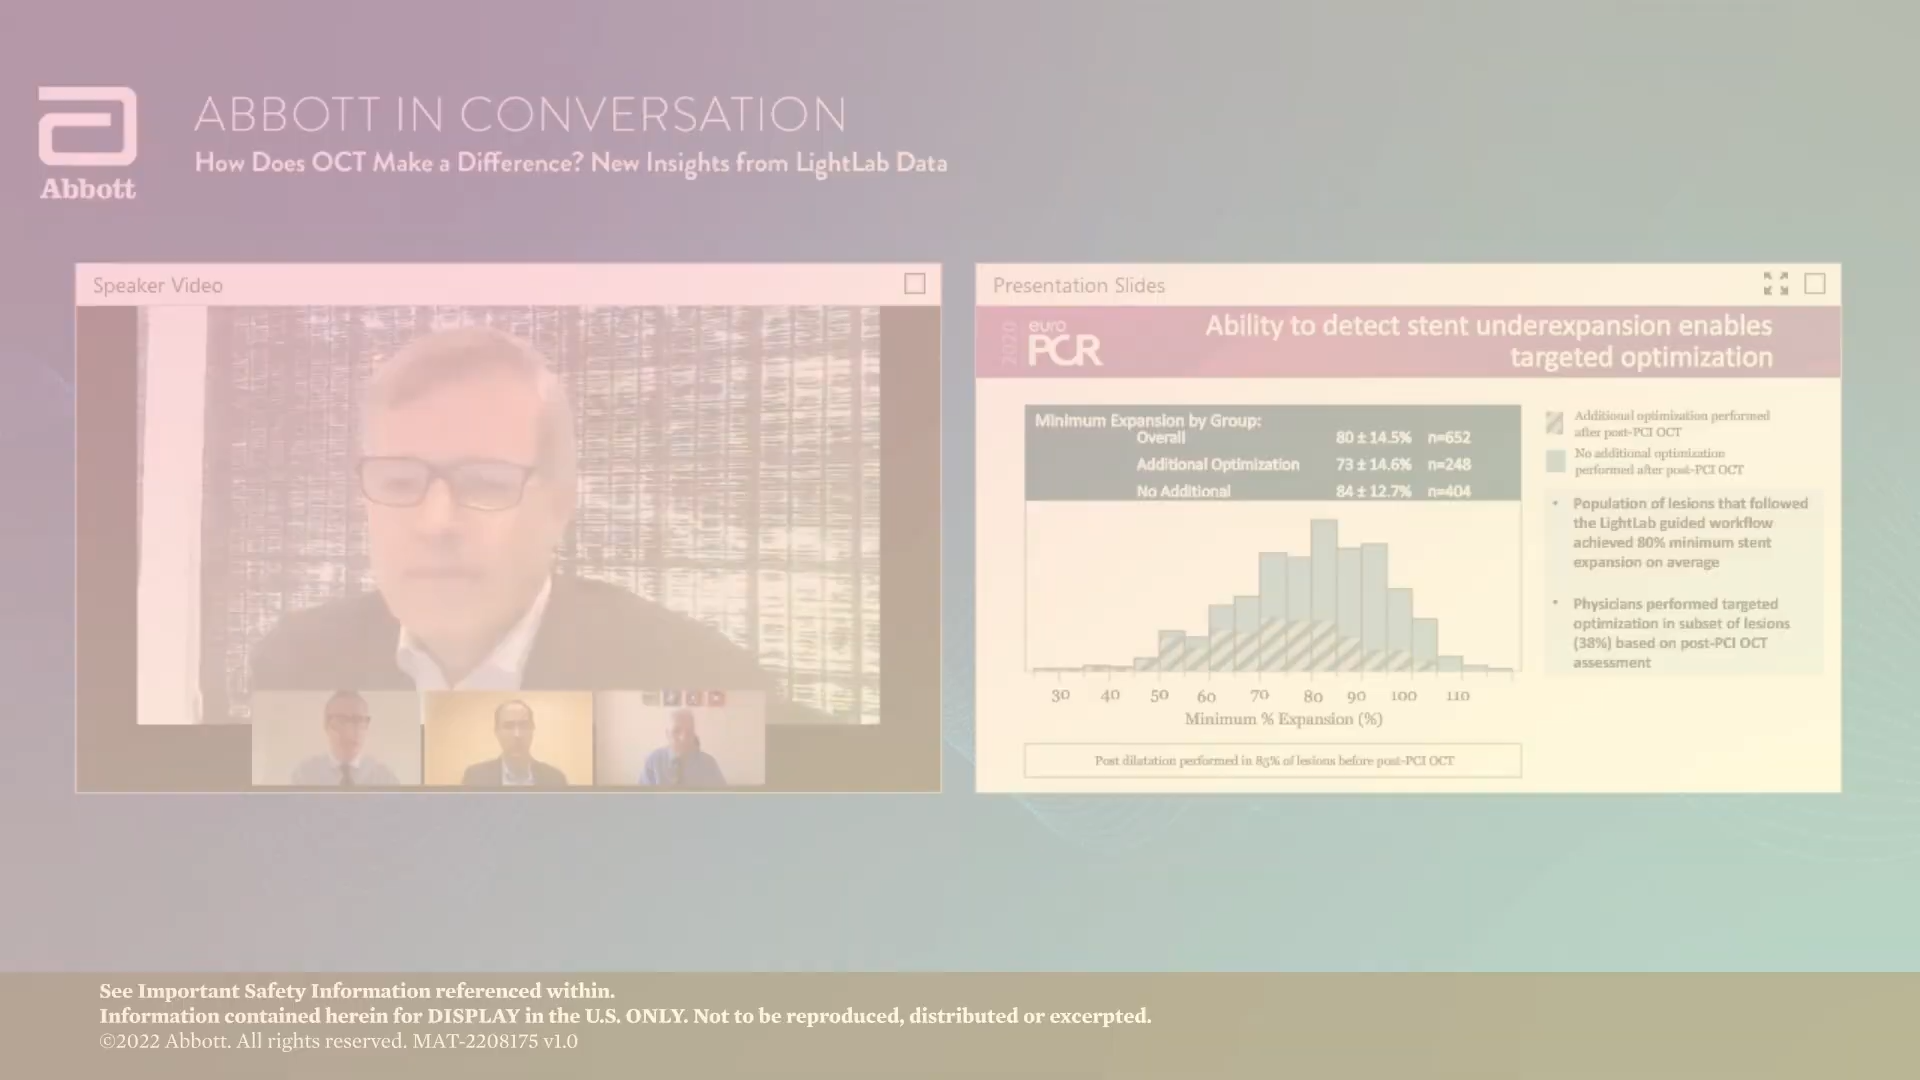 ABBOTT IN CONVERSATION
How Does OCT Make a Difference? New Insights from LightLab Data
Abbott
Speaker Video
Presentation Slides
2020
euro
PCR
Ability to detect stent underexpansion enables
targeted optimization
Minimum Expansion by Group:
Overall 80 ± 14.5% n=652
Additional Optimization 73 ± 14.6% n=248
No Additional 84 ± 12.7% n=404
30 40 50 60 70 80 90 100 110
Minimum % Expansion (%)
Post dilatation performed in 85% of lesions before post-PCI OCT
Additional optimization performed
after post-PCI OCT
No additional optimization
performed after post-PCI OCT
• Population of lesions that followed
the LightLab guided workflow
achieved 80% minimum stent
expansion on average
• Physicians performed targeted
optimization in subset of lesions
(38%) based on post-PCI OCT
assessment
See Important Safety Information referenced within.
Information contained herein for DISPLAY in the U.S. ONLY. Not to be reproduced, distributed or excerpted.
©2022 Abbott. All rights reserved. MAT-2208175 v1.0